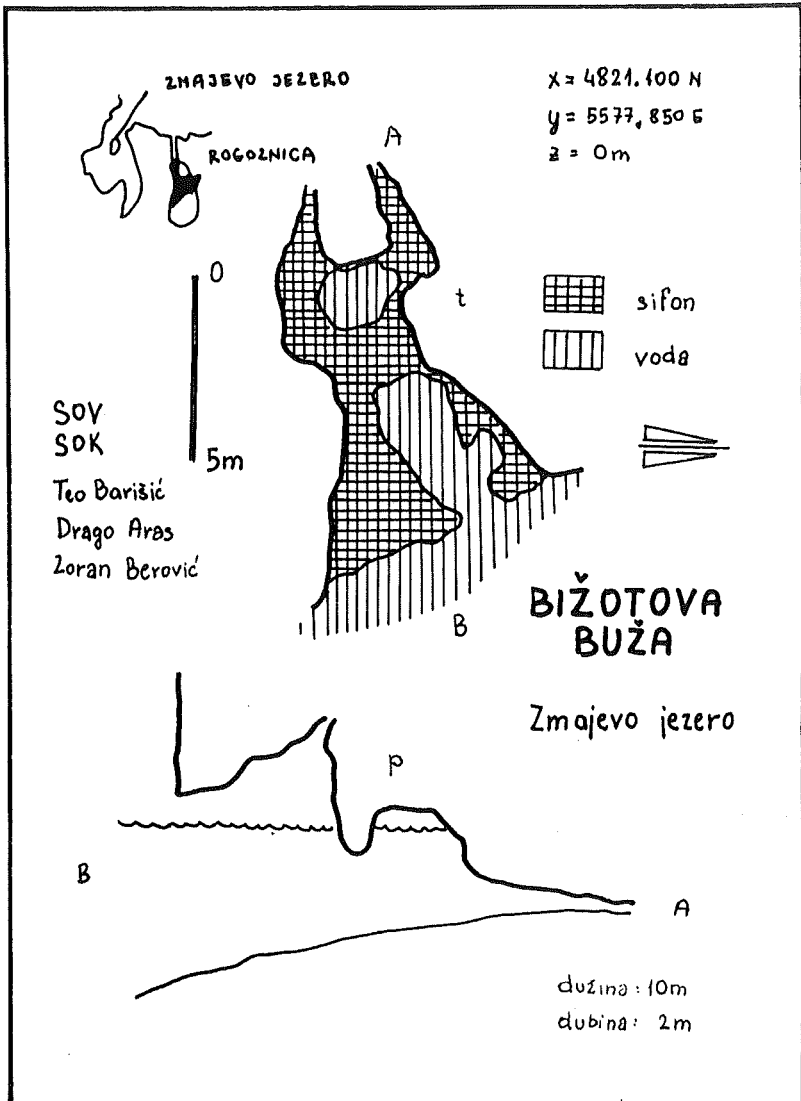 ZMAJEVO JEZERO
ROGOZNICA
x = 4821.100 N
y = 5577,850 E
z = 0m
A
0
5m
t
sifon
voda
SOV
SOK
Teo Barišić
Drago Aras
Zoran Berović
B
BIŽOTOVA
BUŽA
Zmajevo jezero
p
B
A
dužina: 10m
dubina: 2m